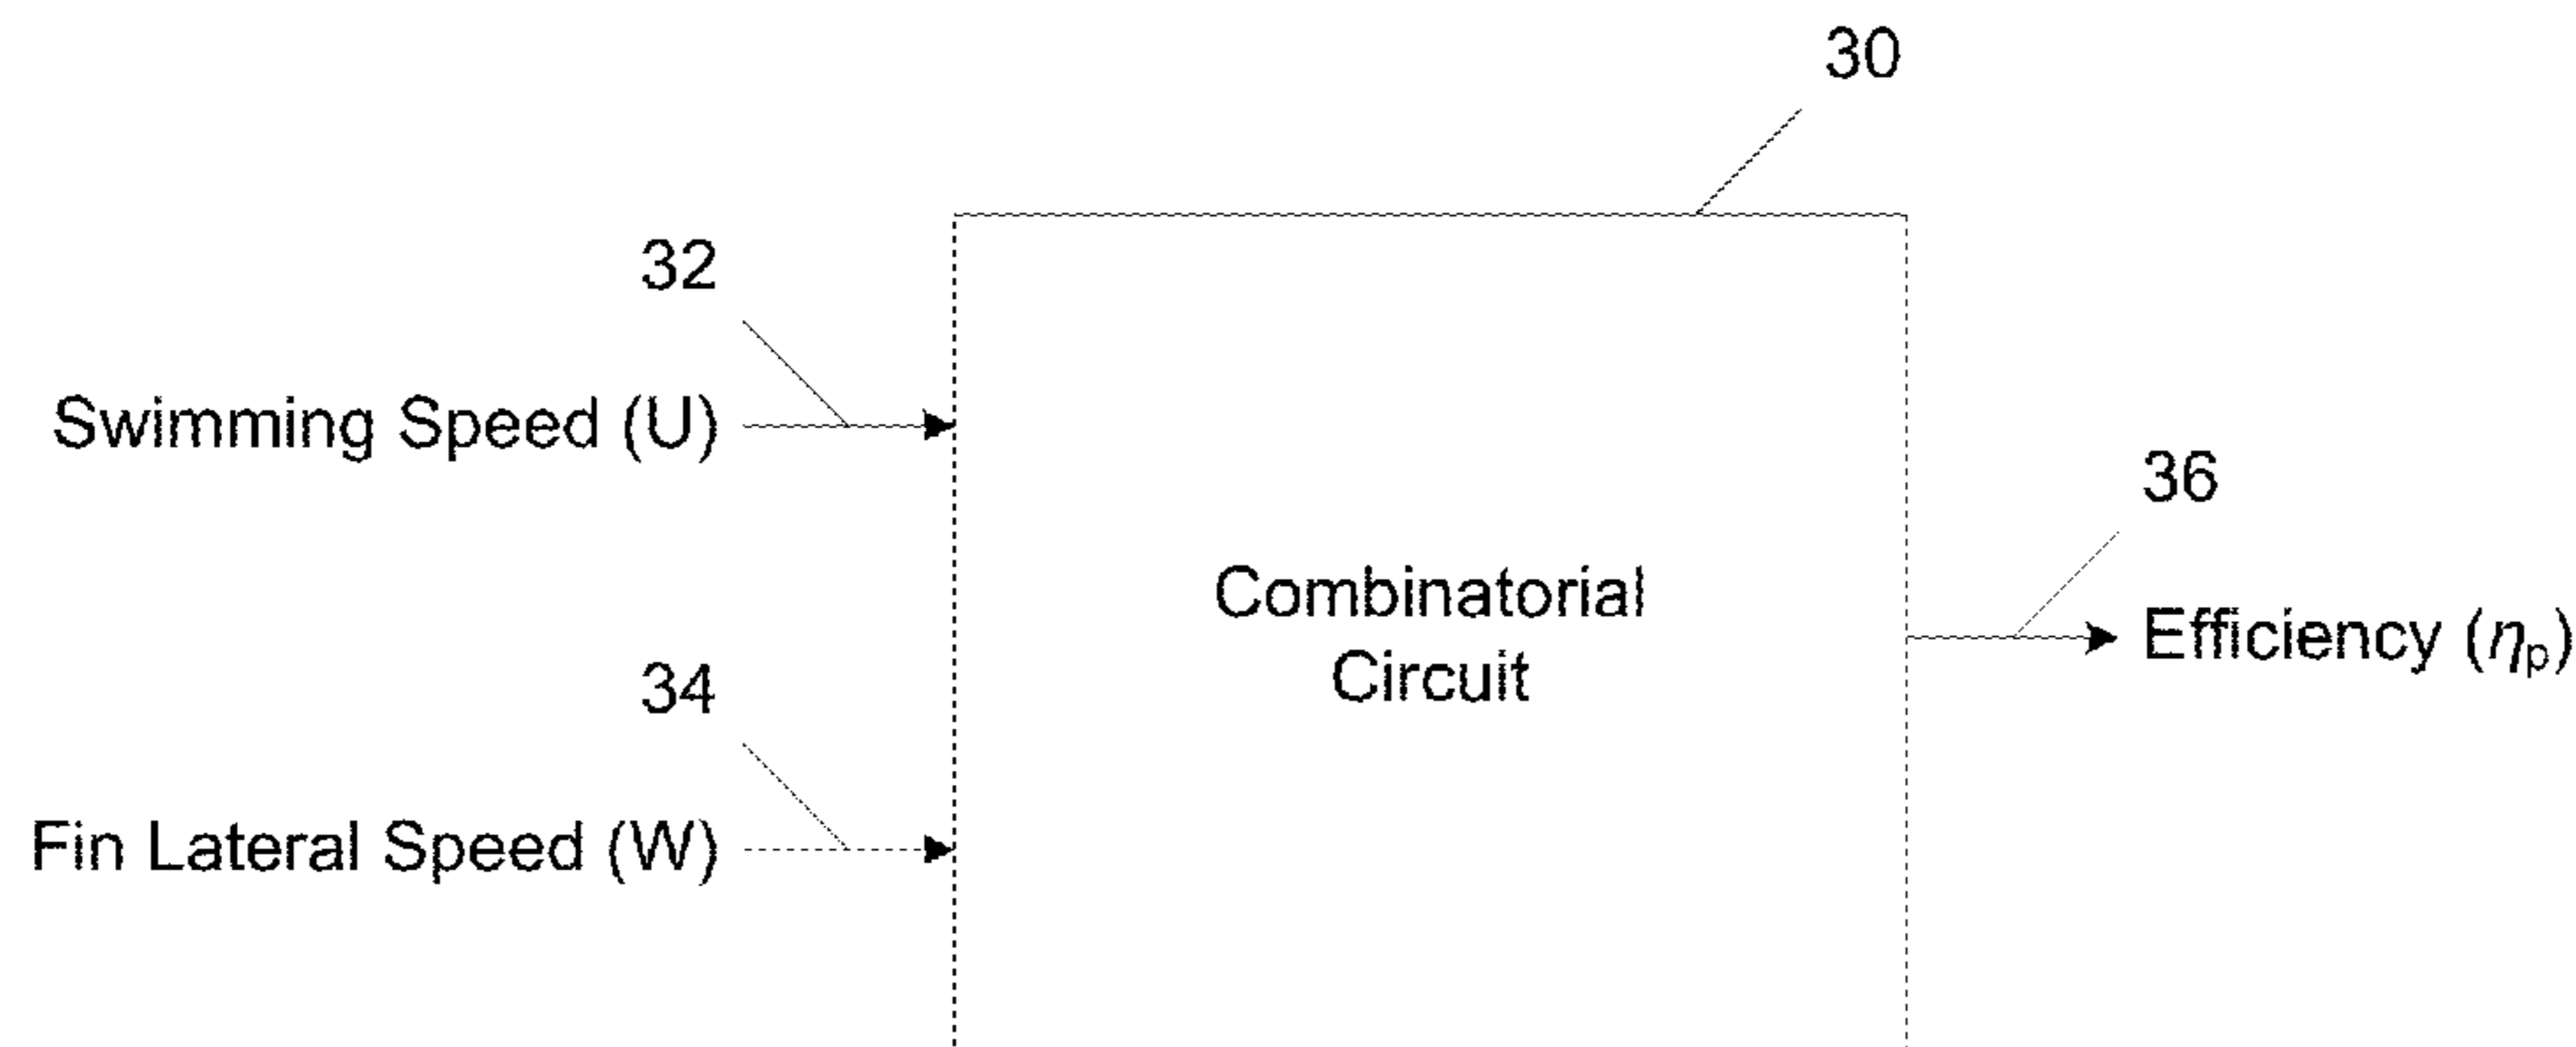 30
32
Swimming Speed (U)
36
Combinatorial
Circuit
Efficiency (ηp)
34
Fin Lateral Speed (W)